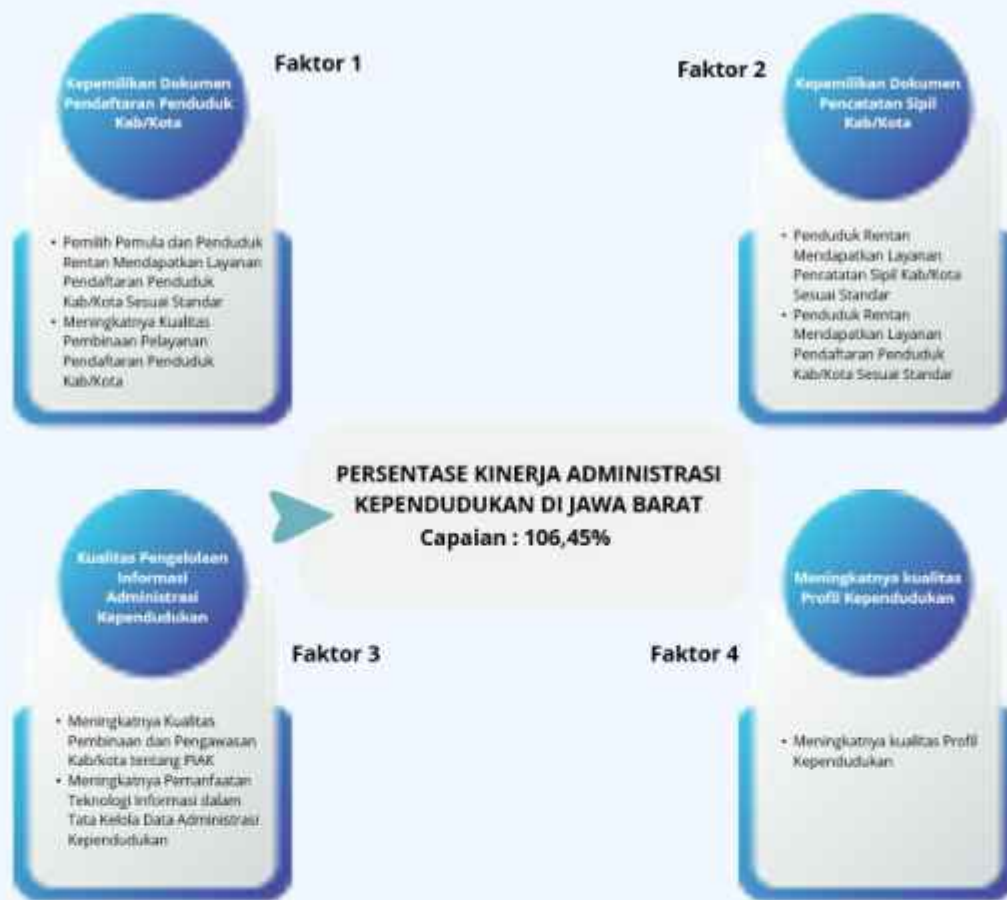 Faktor 1
Kepemilikan Dokumen
Pendaftaran Penduduk
Kab/Kota
• Pemilih Pemula dan Penduduk
Rentan Mendapatkan Layanan
Pendaftaran Penduduk
Kab/Kota Sesuai Standar
• Meningkatnya Kualitas
Pembinaan Pelayanan
Pendaftaran Penduduk
Kab/Kota
Faktor 2
Kepemilikan Dokumen
Pencatatan Sipil
Kab/Kota
• Penduduk Rentan
Mendapatkan Layanan
Pencatatan Sipil Kab/Kota
Sesuai Standar
• Penduduk Rentan
Mendapatkan Layanan
Pendaftaran Penduduk
Kab/Kota Sesuai Standar
PERSENTASE KINERJA ADMINISTRASI
KEPENDUDUKAN DI JAWA BARAT
Capaian : 106,45%
Kualitas Pengelolaan
Informasi
Administrasi
Kependudukan
Faktor 3
• Meningkatnya Kualitas
Pembinaan dan Pengawasan
Kab/kota tentang PIAK
• Meningkatnya Pemanfaatan
Teknologi Informasi dalam
Tata Kelola Data Administrasi
Kependudukan
Meningkatnya kualitas
Profil Kependudukan
Faktor 4
• Meningkatnya kualitas Profil
Kependudukan